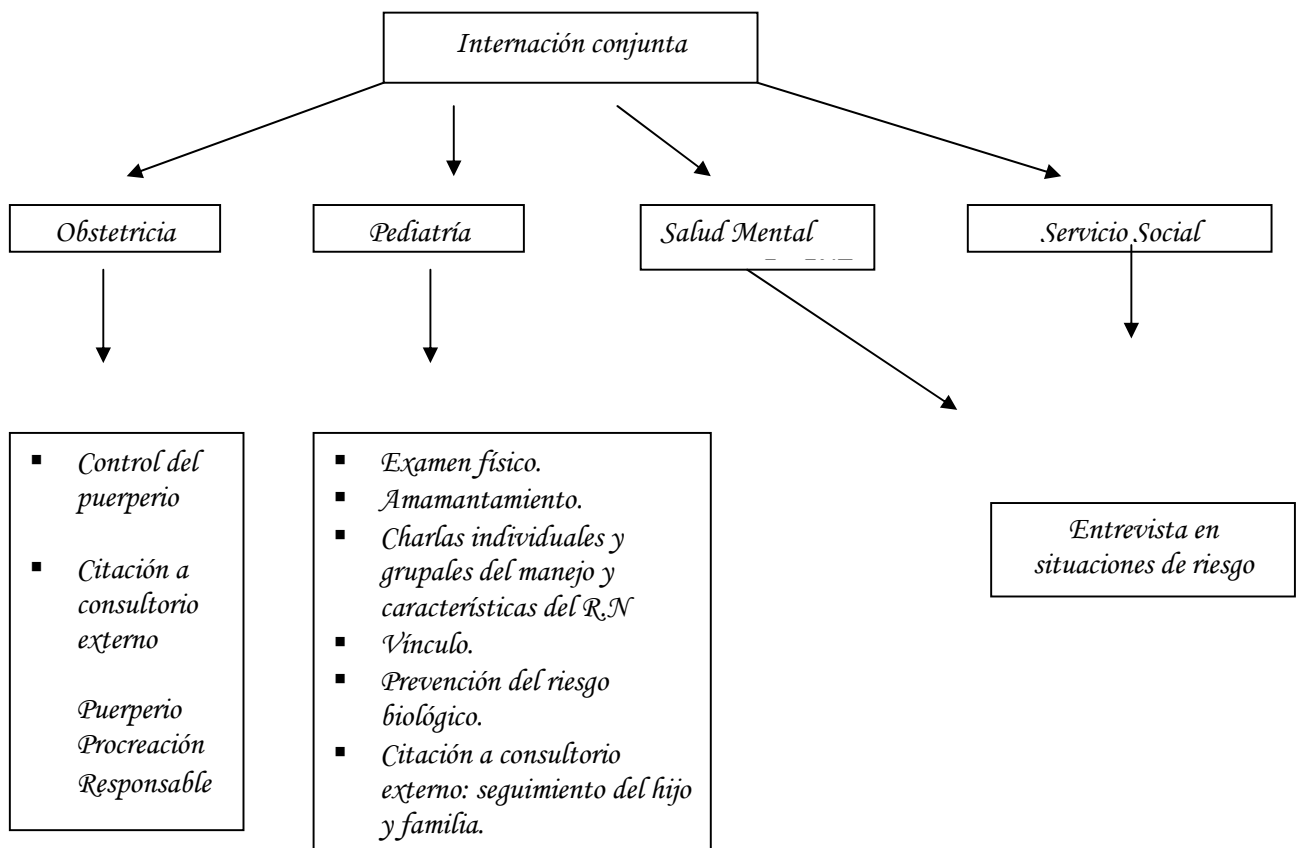 Internación conjunta
Obstetricia
Pediatría
Salud Mental
Servicio Social
▪ Control del
puerperio
▪ Citación a
consultorio
externo
Puerperio
Procreación
Responsable
▪ Examen físico.
▪ Amamantamiento.
▪ Charlas individuales y
grupales del manejo y
características del R.N
▪ Vínculo.
▪ Prevención del riesgo
biológico.
▪ Citación a consultorio
externo: seguimiento del hijo
y familia.
Entrevista en
situaciones de riesgo